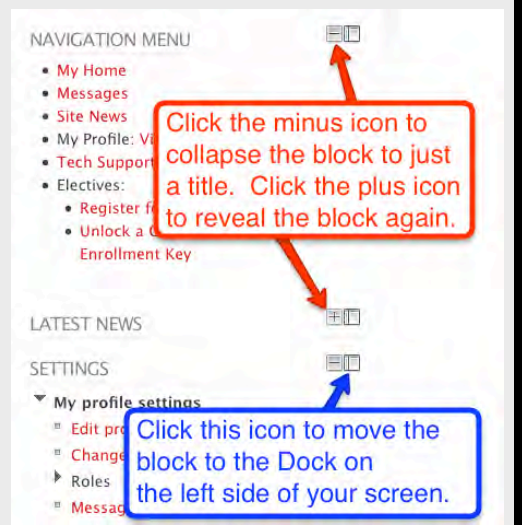 NAVIGATION MENU
My Home
Messages
Site News
My Profile:
Tech Support
Electives:
Register
Unlock a
Enrollment Key
Click the minus icon to
collapse the block to just
a title. Click the plus icon
to reveal the block again.
LATEST NEWS
SETTINGS
My profile settings
Edit
Change
Roles
Click this icon to move the
block to the Dock on
the left side of your screen.